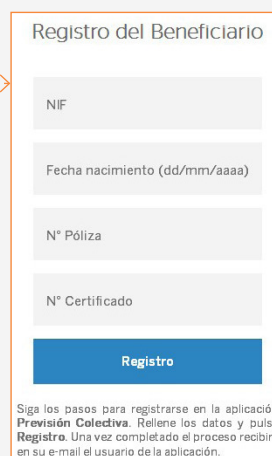 Registro del Beneficiario
NIF
Fecha nacimiento (dd/mm/aaaa)
N° Póliza
N° Certificado
Registro
Siga los pasos para registrarse en la aplicació
Previsión Colectiva. Rellene los datos y puls
Registro. Una vez completado el proceso recibir
en su e-mail el usuario de la aplicación.